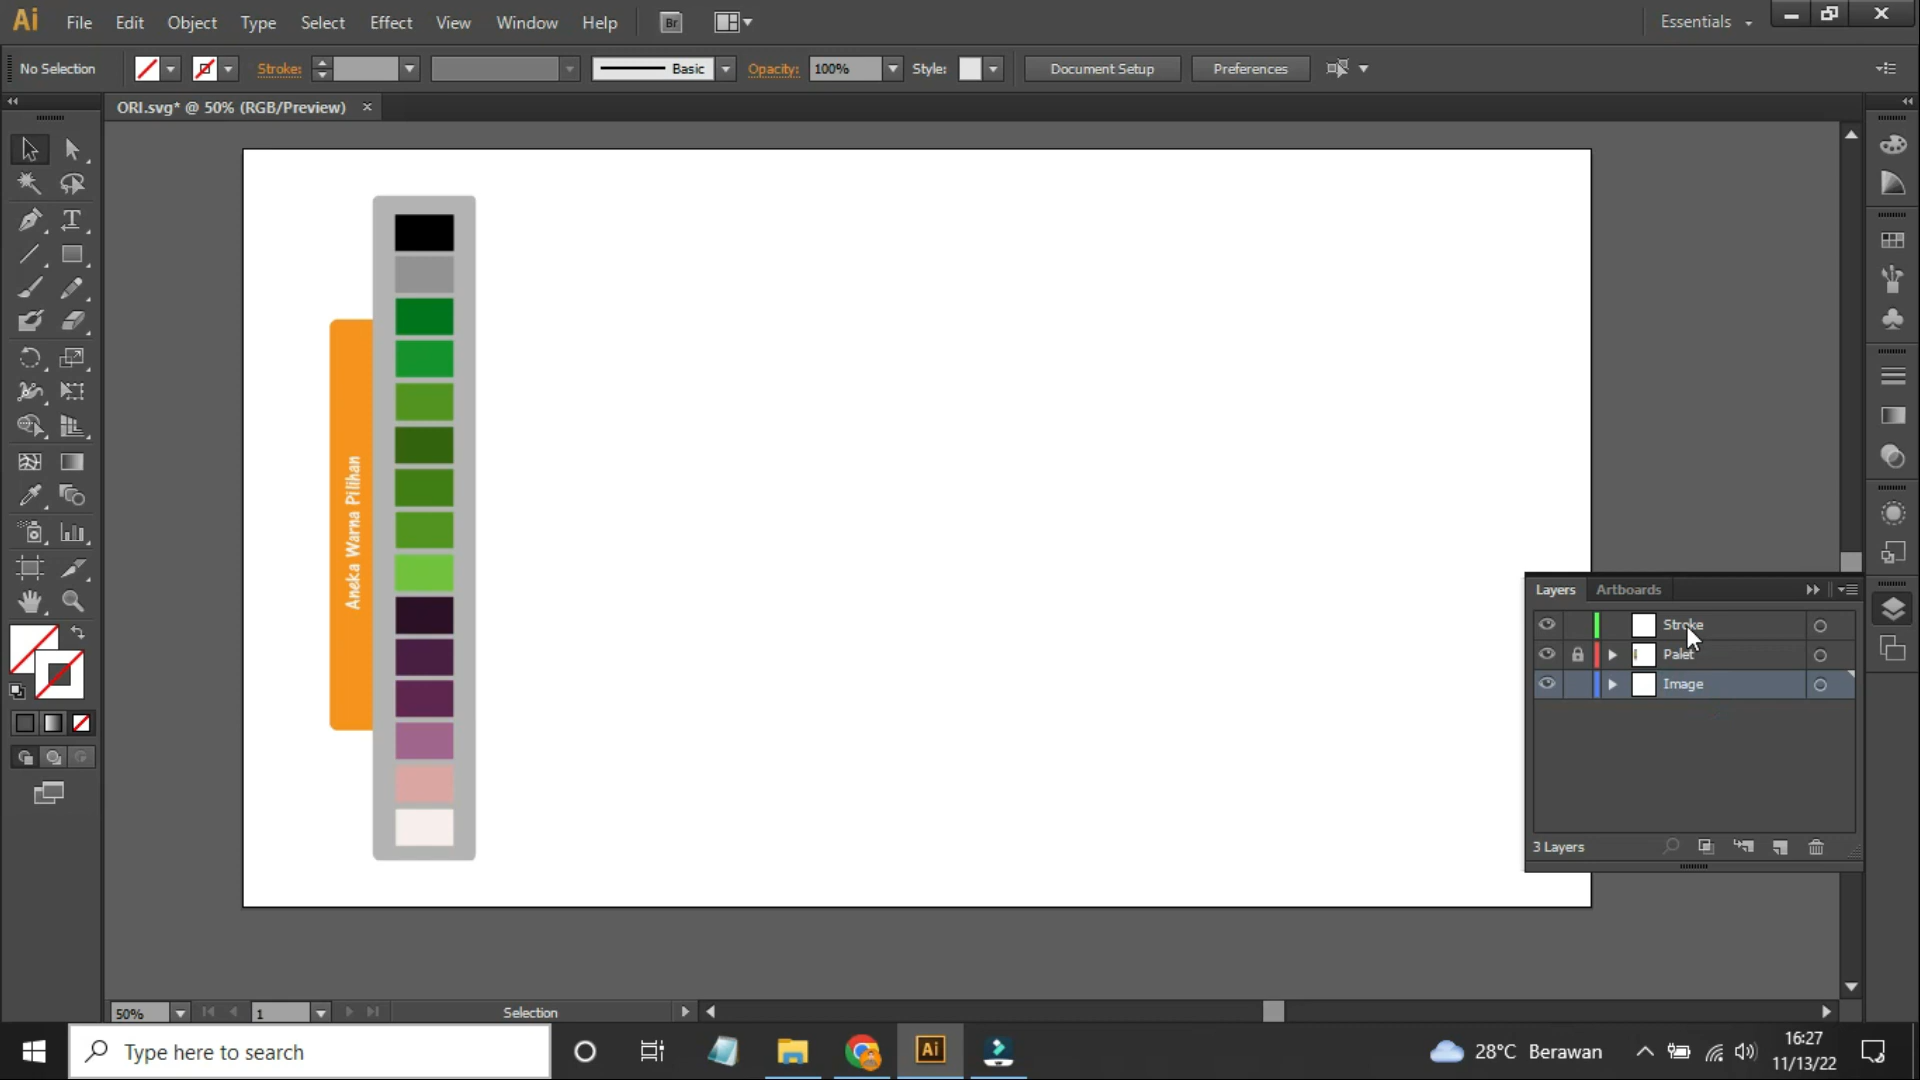 Ai File Edit Object Type Select Effect View Window Help Br Essentials
No Selection Stroke: Basic Opacity: 100% Style: Document Setup Preferences
ORI.svg* @ 50% (RGB/Preview)
Aneka Warna Pilihan
Layers Artboards
Stroke
Palet
Image
3 Layers
50% 1 Selection
Type here to search Ai 28°C Berawan 16:27
11/13/22